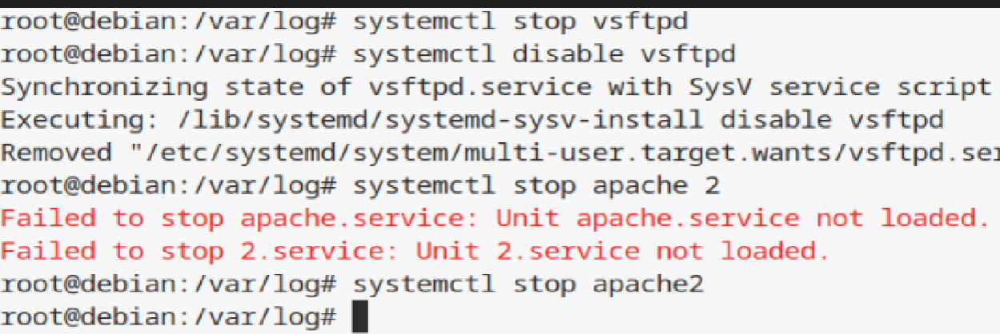 root@debian:/var/log# systemctl stop vsftpd
root@debian:/var/log# systemctl disable vsftpd
Synchronizing state of vsftpd.service with SysV service script
Executing: /lib/systemd/systemd-sysv-install disable vsftpd
Removed "/etc/systemd/system/multi-user.target.wants/vsftpd.ser
root@debian:/var/log# systemctl stop apache 2
Failed to stop apache.service: Unit apache.service not loaded.
Failed to stop 2.service: Unit 2.service not loaded.
root@debian:/var/log# systemctl stop apache2
root@debian:/var/log#